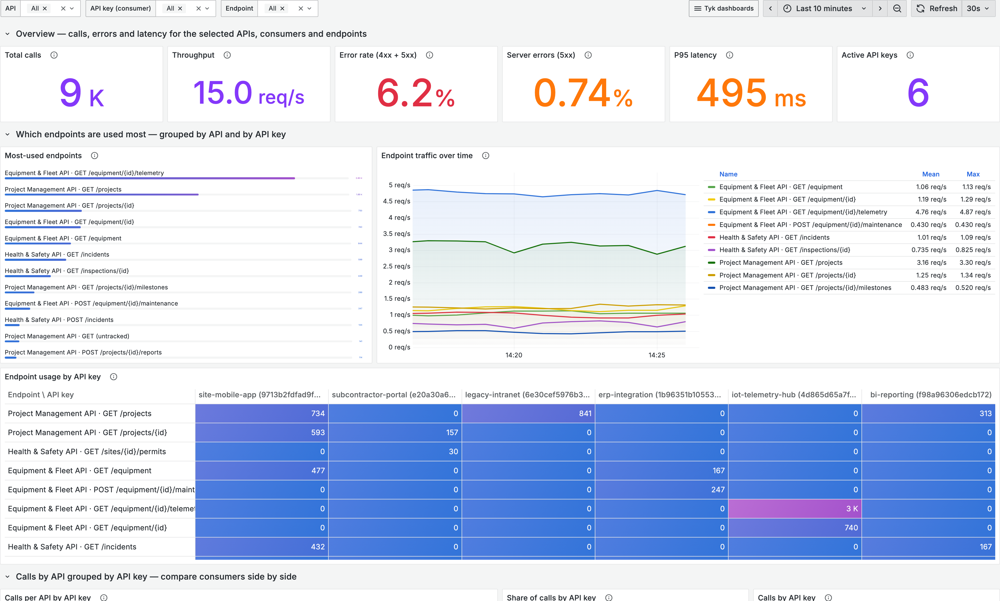 API All API key (consumer) All Endpoint All Tyk dashboards Last 10 minutes Refresh 30s
Overview — calls, errors and latency for the selected APIs, consumers and endpoints
Total calls
9 K
Throughput
15.0 req/s
Error rate (4xx + 5xx)
6.2%
Server errors (5xx)
0.74%
P95 latency
495 ms
Active API keys
6
Which endpoints are used most — grouped by API and by API key
Most-used endpoints
Equipment & Fleet API · GET /equipment/{id}/telemetry
2.83 K
Project Management API · GET /projects
1.89 K
Project Management API · GET /projects/{id}
750
Equipment & Fleet API · GET /equipment/{id}
740
Equipment & Fleet API · GET /equipment
644
Health & Safety API · GET /incidents
599
Health & Safety API · GET /inspections/{id}
449
Project Management API · GET /projects/{id}/milestones
289
Equipment & Fleet API · POST /equipment/{id}/maintenance
247
Health & Safety API · POST /incidents
144
Project Management API · GET (untracked)
141
Project Management API · POST /projects/{id}/reports
114
Endpoint traffic over time
5 req/s
4.5 req/s
4 req/s
3.5 req/s
3 req/s
2.5 req/s
2 req/s
1.5 req/s
1 req/s
0.5 req/s
0 req/s
14:20 14:25
Name Mean Max
Equipment & Fleet API · GET /equipment 1.06 req/s 1.13 req/s
Equipment & Fleet API · GET /equipment/{id} 1.19 req/s 1.29 req/s
Equipment & Fleet API · GET /equipment/{id}/telemetry 4.76 req/s 4.87 req/s
Equipment & Fleet API · POST /equipment/{id}/maintenance 0.430 req/s 0.430 req/s
Health & Safety API · GET /incidents 1.01 req/s 1.09 req/s
Health & Safety API · GET /inspections/{id} 0.735 req/s 0.825 req/s
Project Management API · GET /projects 3.16 req/s 3.30 req/s
Project Management API · GET /projects/{id} 1.25 req/s 1.34 req/s
Project Management API · GET /projects/{id}/milestones 0.483 req/s 0.520 req/s
Endpoint usage by API key
Endpoint \ API key site-mobile-app (9713b2fdfad9f... subcontractor-portal (e20a30a6... legacy-intranet (6e30cef5976b3... erp-integration (1b96351b10553... iot-telemetry-hub (4d865d65a7f... bi-reporting (f98a96306edcb172)
Project Management API · GET /projects 734 0 841 0 0 313
Project Management API · GET /projects/{id} 593 157 0 0 0 0
Health & Safety API · GET /sites/{id}/permits 0 30 0 0 0 0
Equipment & Fleet API · GET /equipment 477 0 0 167 0 0
Equipment & Fleet API · POST /equipment/{id}/maint 0 0 0 247 0 0
Equipment & Fleet API · GET /equipment/{id}/teleme 0 0 0 0 3 K 0
Equipment & Fleet API · GET /equipment/{id} 0 0 0 0 740 0
Health & Safety API · GET /incidents 432 0 0 0 0 167
Calls by API grouped by API key — compare consumers side by side
Calls per API by API key
Share of calls by API key
Calls by API key